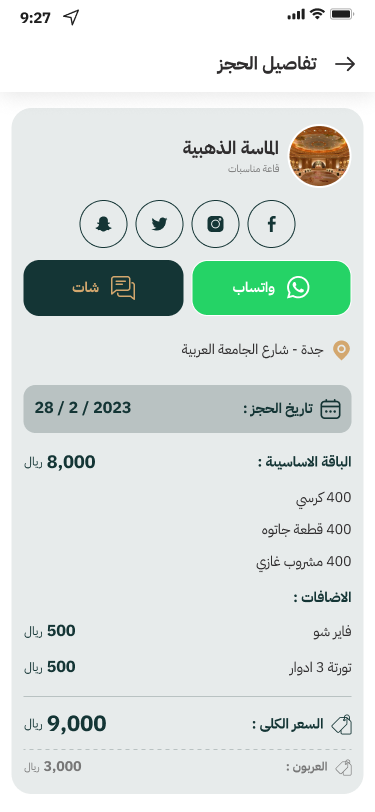 9:27
تفاصيل الحجز
الماسة الذهبية
قاعة مناسبات
واتساب
شات
جدة - شارع الجامعة العربية
تاريخ الحجز : 28 / 2 / 2023
الباقة الاساسيىة : 8,000 ريال
400 كرسي
400 قطعة جاتوه
400 مشروب غازي
الاضافات :
فاير شو 500 ريال
تورتة 3 ادوار 500 ريال
السعر الكلى : 9,000 ريال
العربون : 3,000 ريال